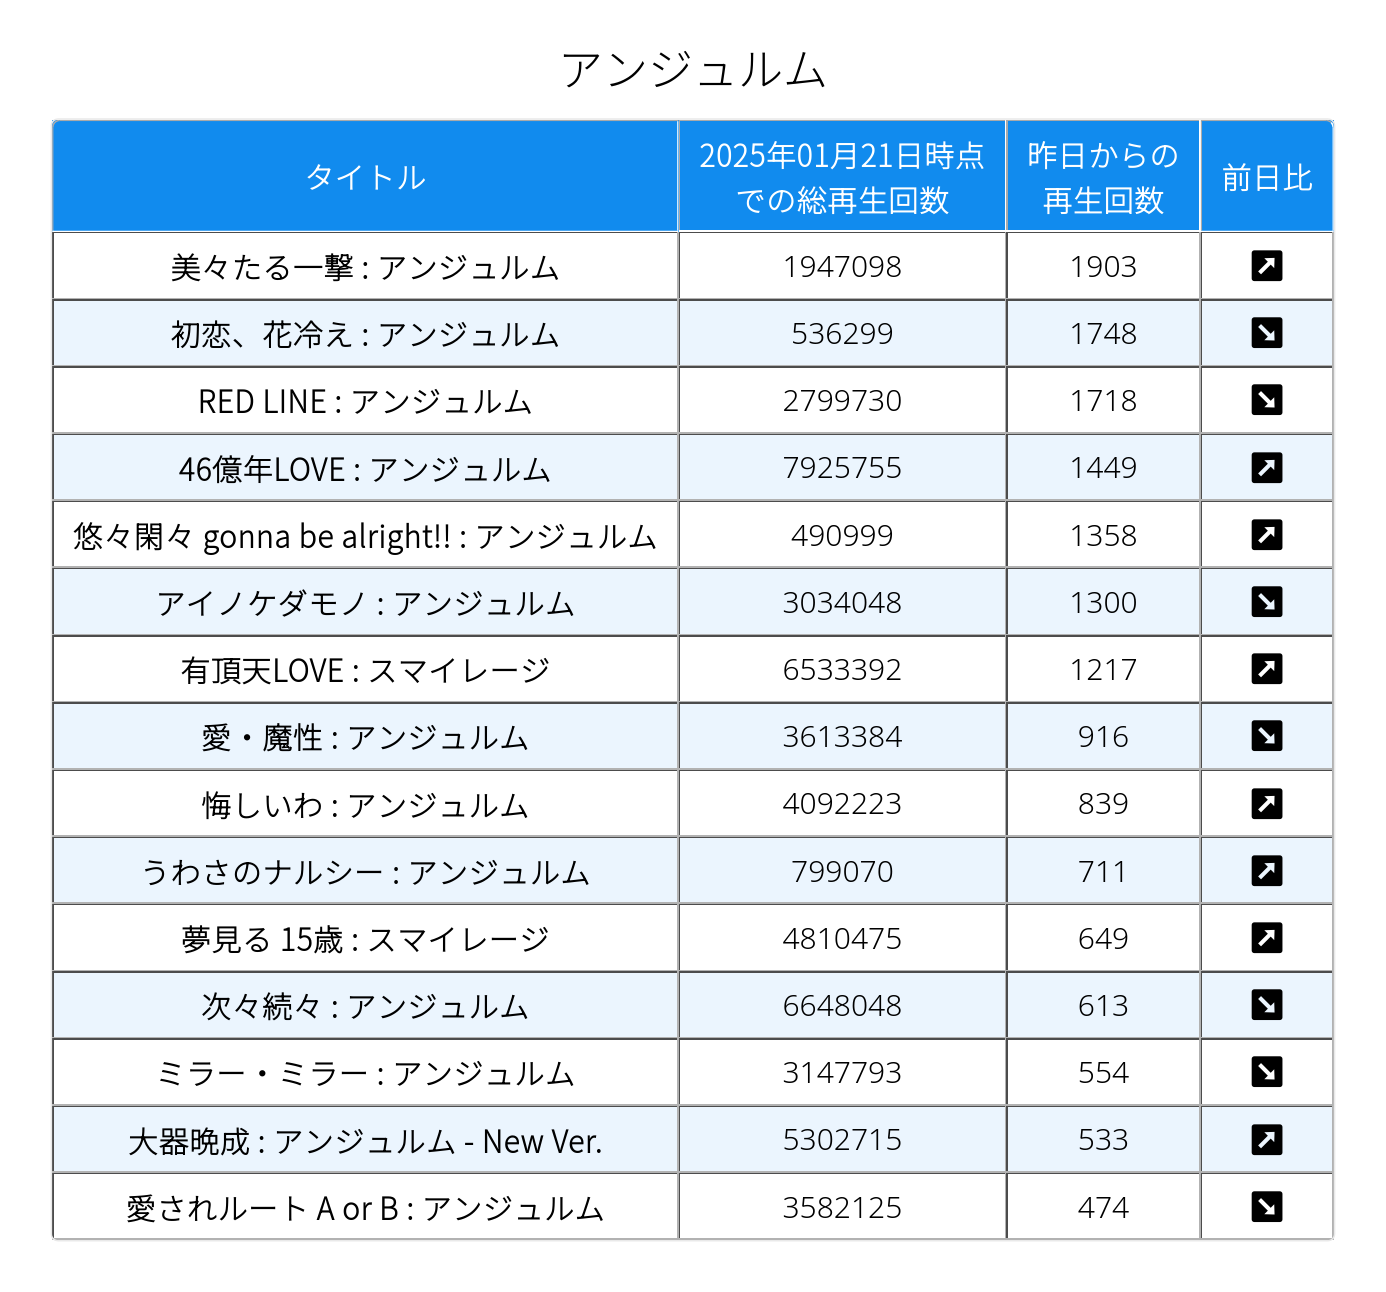 アンジュルム
タイトル 2025年01月21日時点での総再生回数 昨日からの再生回数 前日比
美々たる一撃 : アンジュルム 1947098 1903 ↗
初恋、花冷え : アンジュルム 536299 1748 ↘
RED LINE : アンジュルム 2799730 1718 ↘
46億年LOVE : アンジュルム 7925755 1449 ↗
悠々閑々 gonna be alright!! : アンジュルム 490999 1358 ↗
アイノケダモノ : アンジュルム 3034048 1300 ↘
有頂天LOVE : スマイレージ 6533392 1217 ↗
愛・魔性 : アンジュルム 3613384 916 ↘
悔しいわ : アンジュルム 4092223 839 ↗
うわさのナルシー : アンジュルム 799070 711 ↗
夢見る 15歳 : スマイレージ 4810475 649 ↗
次々続々 : アンジュルム 6648048 613 ↘
ミラー・ミラー : アンジュルム 3147793 554 ↘
大器晩成 : アンジュルム - New Ver. 5302715 533 ↗
愛されルート A or B : アンジュルム 3582125 474 ↘